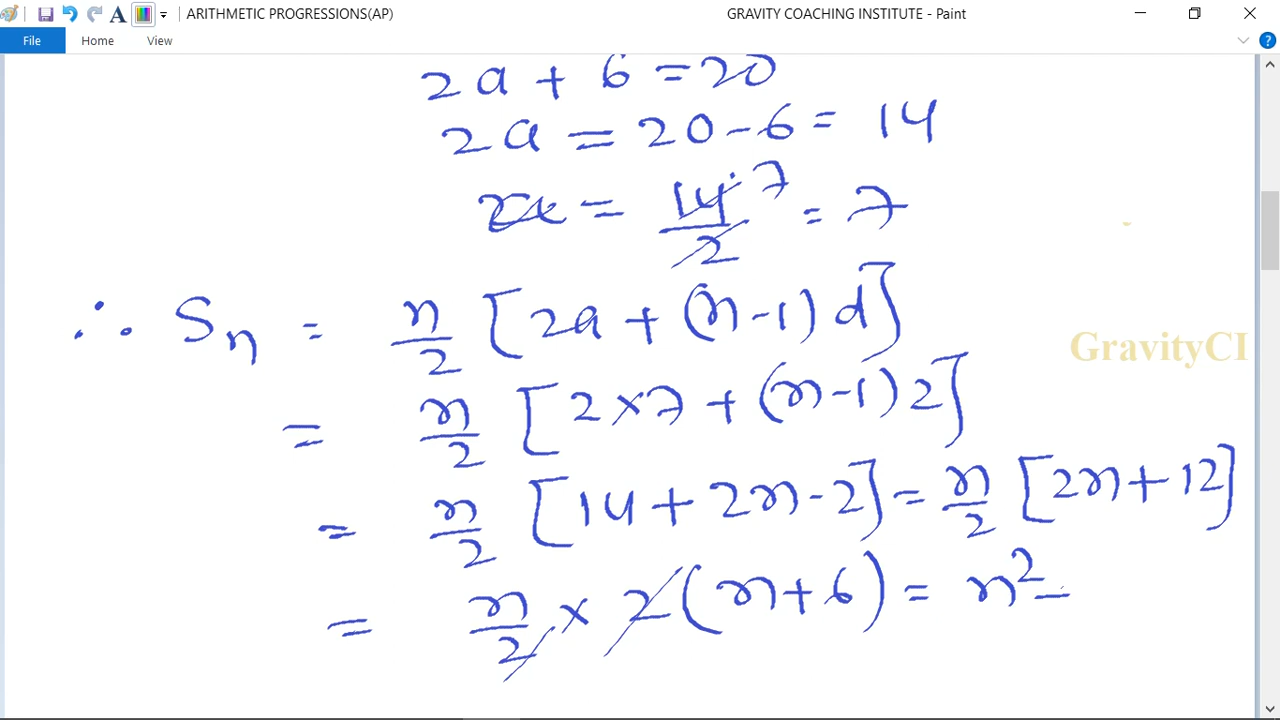 ARITHMETIC PROGRESSIONS(AP) GRAVITY COACHING INSTITUTE - Paint
File Home View
2a + 6 = 20
2a = 20 - 6 = 14
= 14/2 7 = 7
∴ Sn = n/2 [2a + (n-1) d]
GravityCI
= n/2 [2×7 + (n-1) 2]
= n/2 [14 + 2n - 2] = n/2 [2n + 12]
= n/2 × 2 (n + 6) = n² -